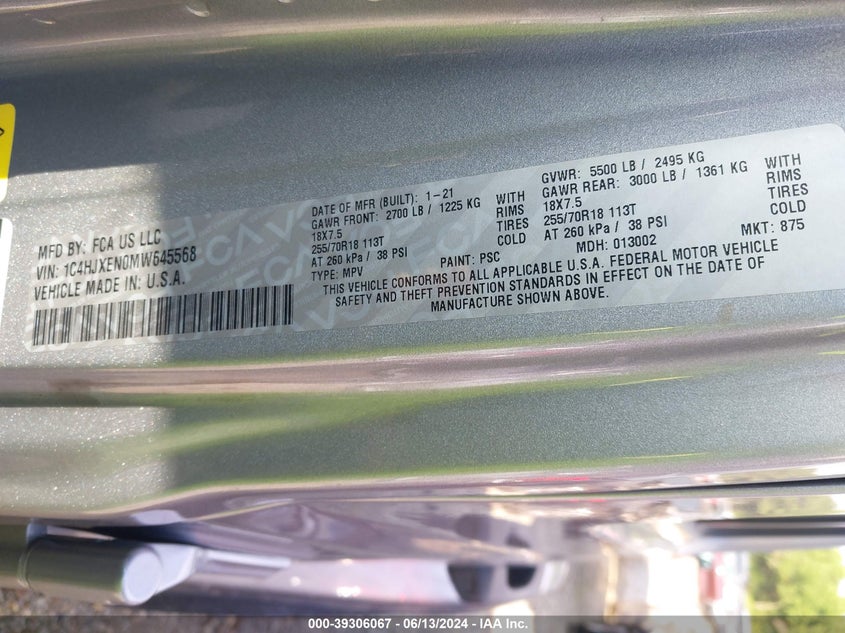 MFD BY: FCA US LLC
VIN: 1C4HJXEN0MW645568
VEHICLE MADE IN: U.S.A.
DATE OF MFR (BUILT): 1-21
GAWR FRONT: 2700 LB / 1225 KG WITH
18X7.5 RIMS
255/70R18 113T TIRES
AT 260 kPa / 38 PSI COLD
TYPE: MPV PAINT: PSC
GVWR: 5500 LB / 2495 KG
GAWR REAR: 3000 LB / 1361 KG WITH
18X7.5 RIMS
255/70R18 113T TIRES
AT 260 kPa / 38 PSI COLD
MDH: 013002 MKT: 875
THIS VEHICLE CONFORMS TO ALL APPLICABLE U.S.A. FEDERAL MOTOR VEHICLE
SAFETY AND THEFT PREVENTION STANDARDS IN EFFECT ON THE DATE OF
MANUFACTURE SHOWN ABOVE.
000-39306067 - 06/13/2024 - IAA Inc.